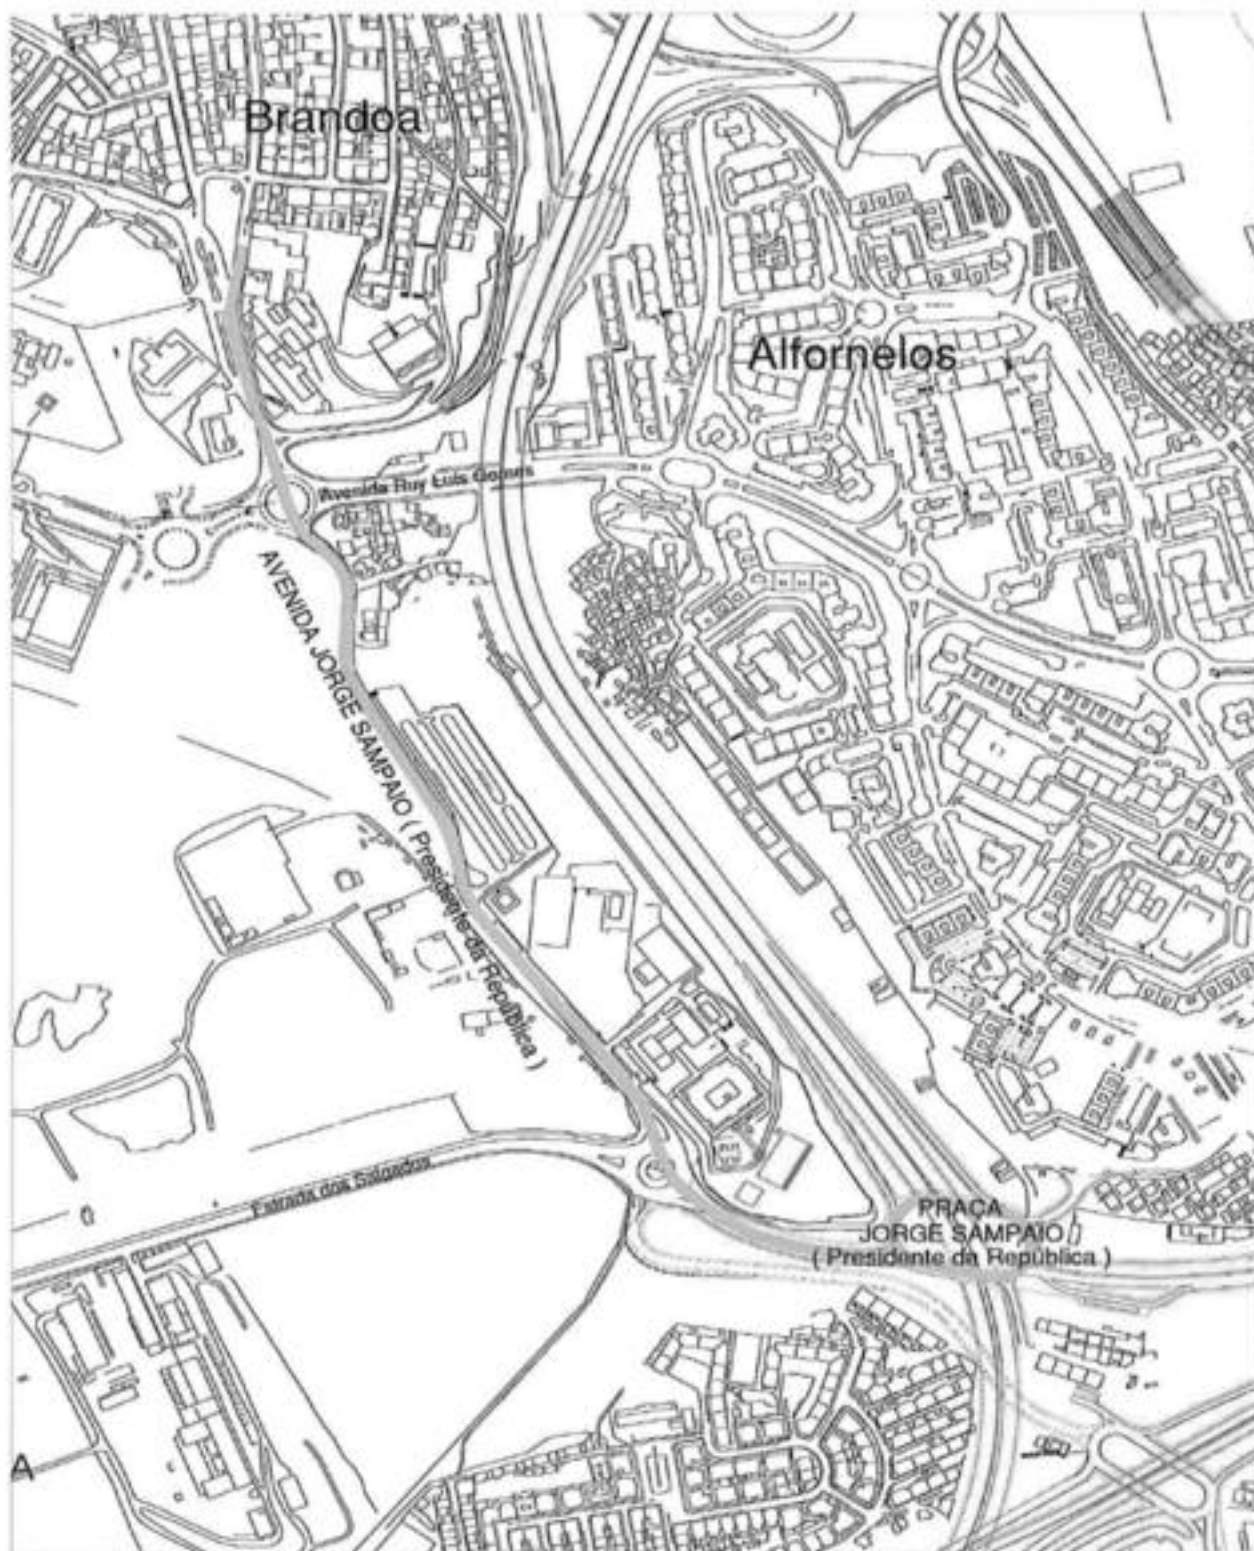 Brandoa
Alfornelos
Avenida Ruy Luís Gomes
AVENIDA JORGE SAMPAIO ( Presidente da República )
Estrada dos Salgados
PRAÇA
JORGE SAMPAIO
( Presidente da República )
A